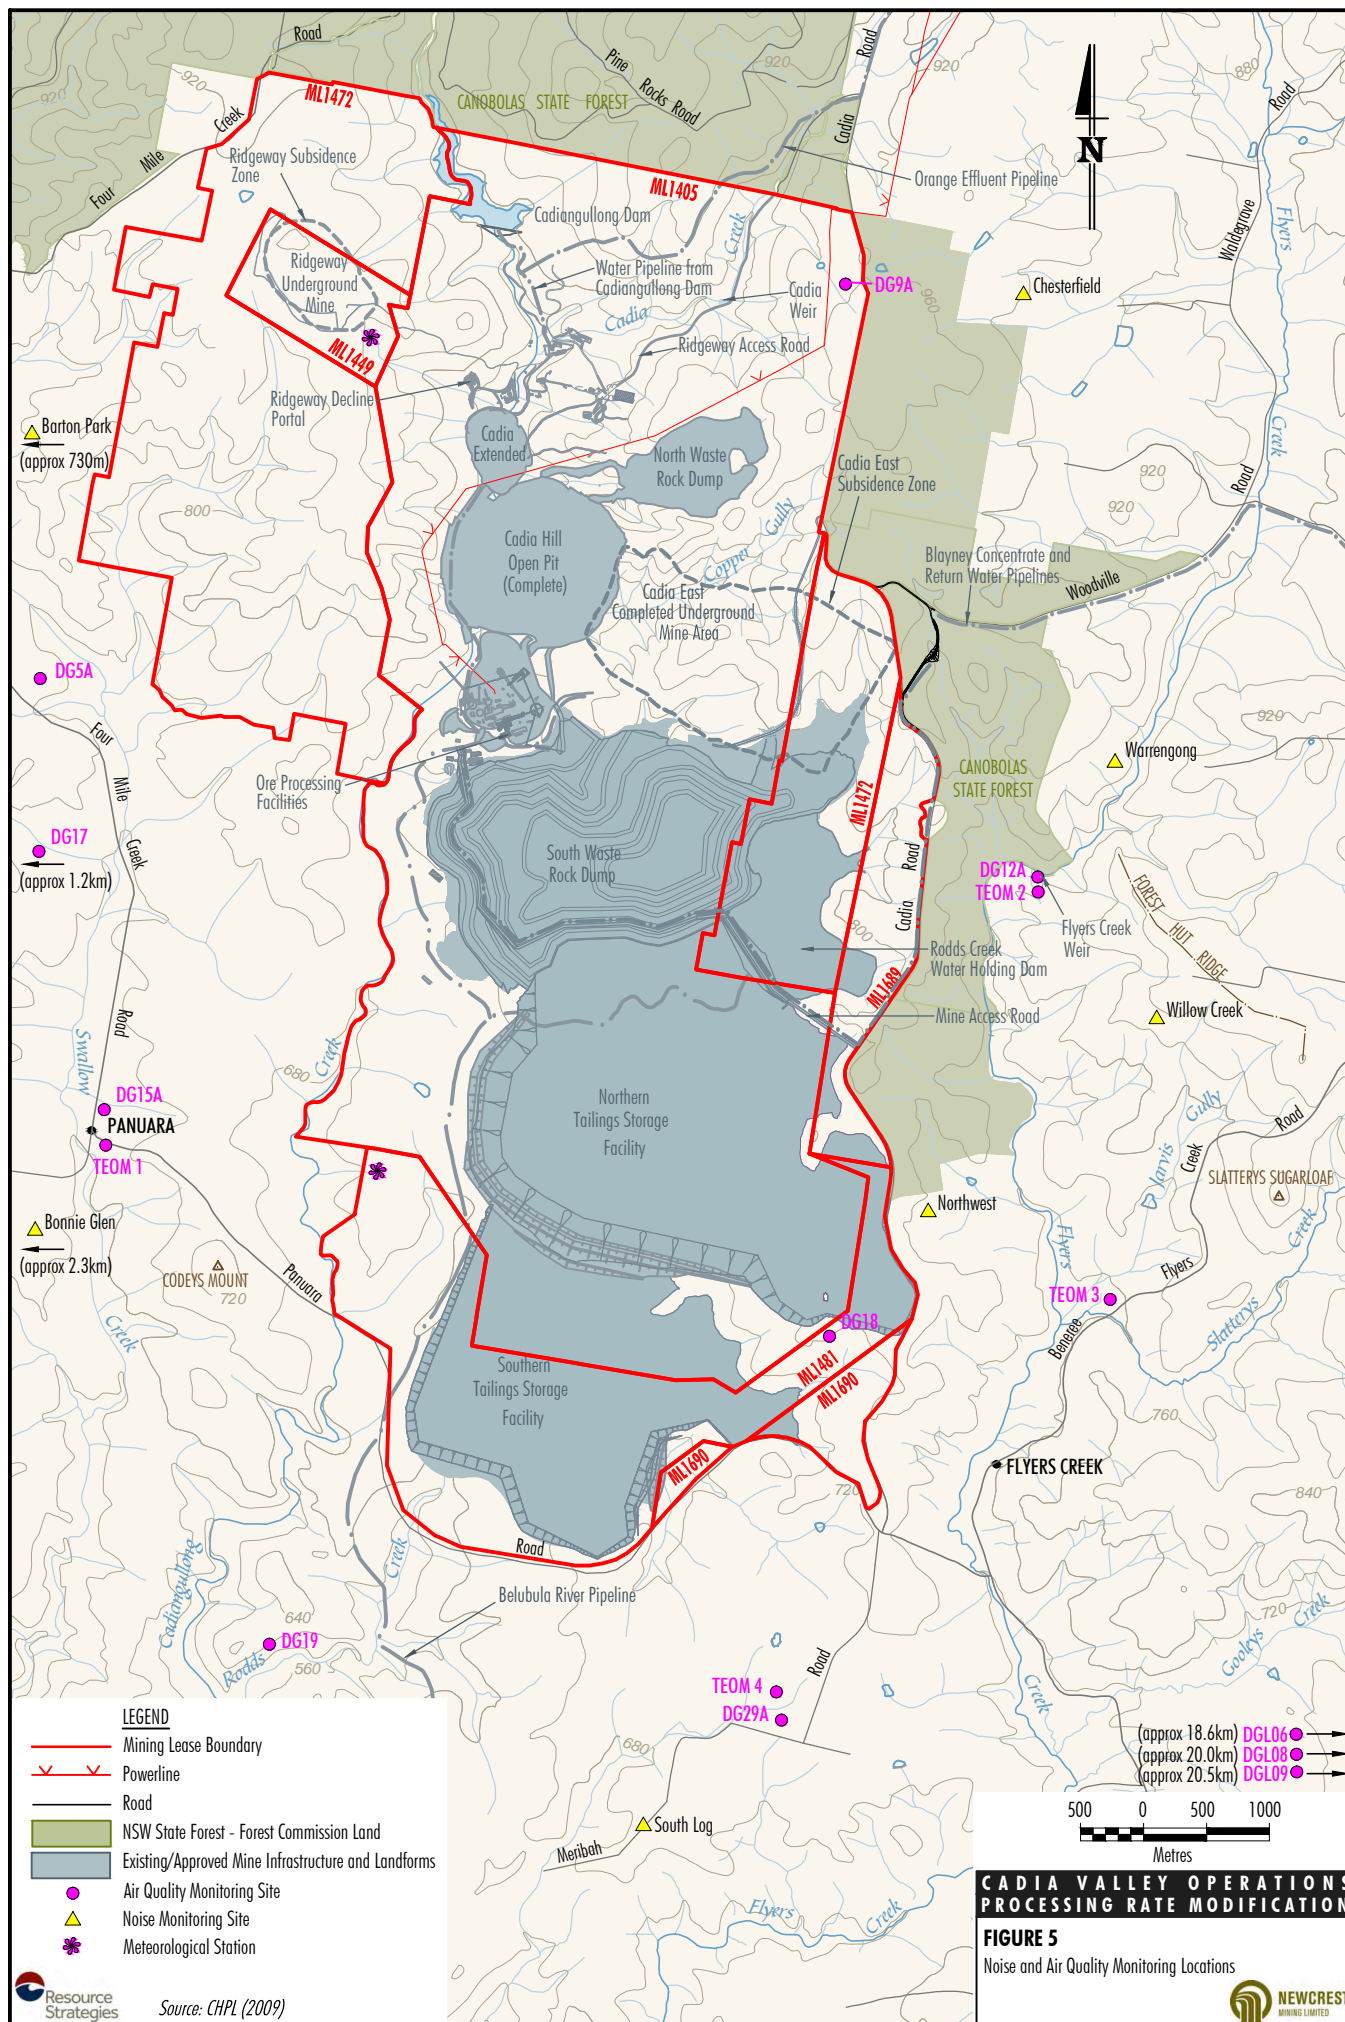 Road
920
920
920
920
880
ML1472
Creek
Mile
Four
Pine
Rocks Road
CANOBOLAS STATE FOREST
Road
Cadia
Road
Waldegrave
Flyers
Creek
N
Ridgeway Subsidence
Zone
Orange Effluent Pipeline
ML1405
Cadiangullong Dam
Creek
Ridgeway
Underground
Mine
Water Pipeline from
Cadiangullong Dam
Cadia
Cadia
Weir
DG9A
960
Chesterfield
ML1449
Ridgeway Access Road
Ridgeway Decline
Portal
Barton Park
(approx 730m)
Cadia
Extended
North Waste
Rock Dump
Cadia East
Subsidence Zone
920
920
Road
800
Cadia Hill
Open Pit
(Complete)
Copper Gully
Blayney Concentrate and
Return Water Pipelines
Woodville
Cadia East
Completed Underground
Mine Area
DG5A
Four
Mile
Creek
Road
920
Warrengong
CANOBOLAS
STATE FOREST
Ore Processing
Facilities
ML1472
DG17
(approx 1.2km)
South Waste
Rock Dump
Cadia Road
DG12A
TEOM 2
FOREST HUT RIDGE
800
Flyers Creek
Weir
Rodds Creek
Water Holding Dam
ML1689
Mine Access Road
Willow Creek
Swallow
Creek
680
Creek
Northern
Tailings Storage
Facility
DG15A
PANUARA
TEOM 1
Jarvis Gully
Creek
Road
SLATTERYS SUGARLOAF
Northwest
Bonnie Glen
(approx 2.3km)
CODEYS MOUNT
720
Panuara
Flyers
Flyers
Slatterys Creek
TEOM 3
Beneree
DG18
ML1481
ML1690
Southern
Tailings Storage
Facility
760
ML1690
FLYERS CREEK
720
840
Road
Creek
Belubula River Pipeline
Cadiangullong
640
DG19
Rodds
560
720
Gooleys Creek
Creek
Road
TEOM 4
DG29A
680
(approx 18.6km) DGL06
(approx 20.0km) DGL08
(approx 20.5km) DGL09
South Log
Meribah
Flyers Creek
LEGEND
Mining Lease Boundary
Powerline
Road
NSW State Forest - Forest Commission Land
Existing/Approved Mine Infrastructure and Landforms
Air Quality Monitoring Site
Noise Monitoring Site
Meteorological Station
500 0 500 1000
Metres
CADIA VALLEY OPERATIONS
PROCESSING RATE MODIFICATION
FIGURE 5
Noise and Air Quality Monitoring Locations
Resource
Strategies
Source: CHPL (2009)
NEWCREST
MINING LIMITED